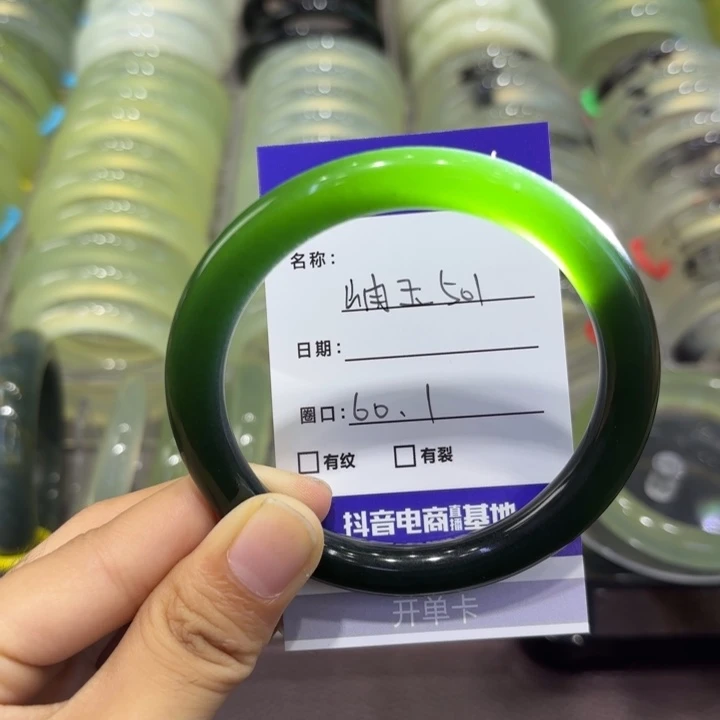 名称:
岫玉501
日期:
圈口: 60.1
有纹 有裂
抖音电商直播基地
开单卡